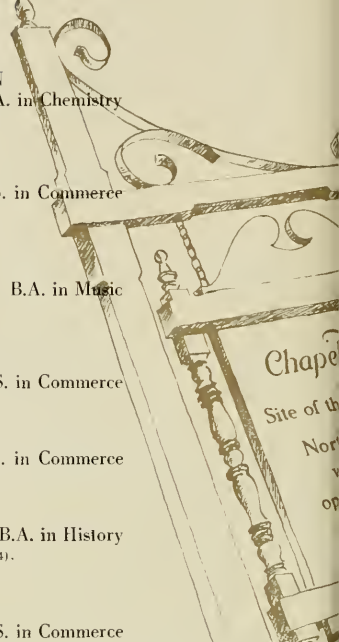 A. in Chemistry
. in Commerce
B.A. in Music
S. in Commerce
. in Commerce
B.A. in History
4).
S. in Commerce
Chapel
Site of th
Nor
op